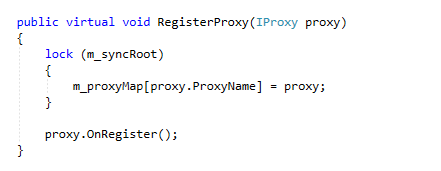 public virtual void RegisterProxy(IProxy proxy)
{
    lock (m_syncRoot)
    {
        m_proxyMap[proxy.ProxyName] = proxy;
    }

    proxy.OnRegister();
}